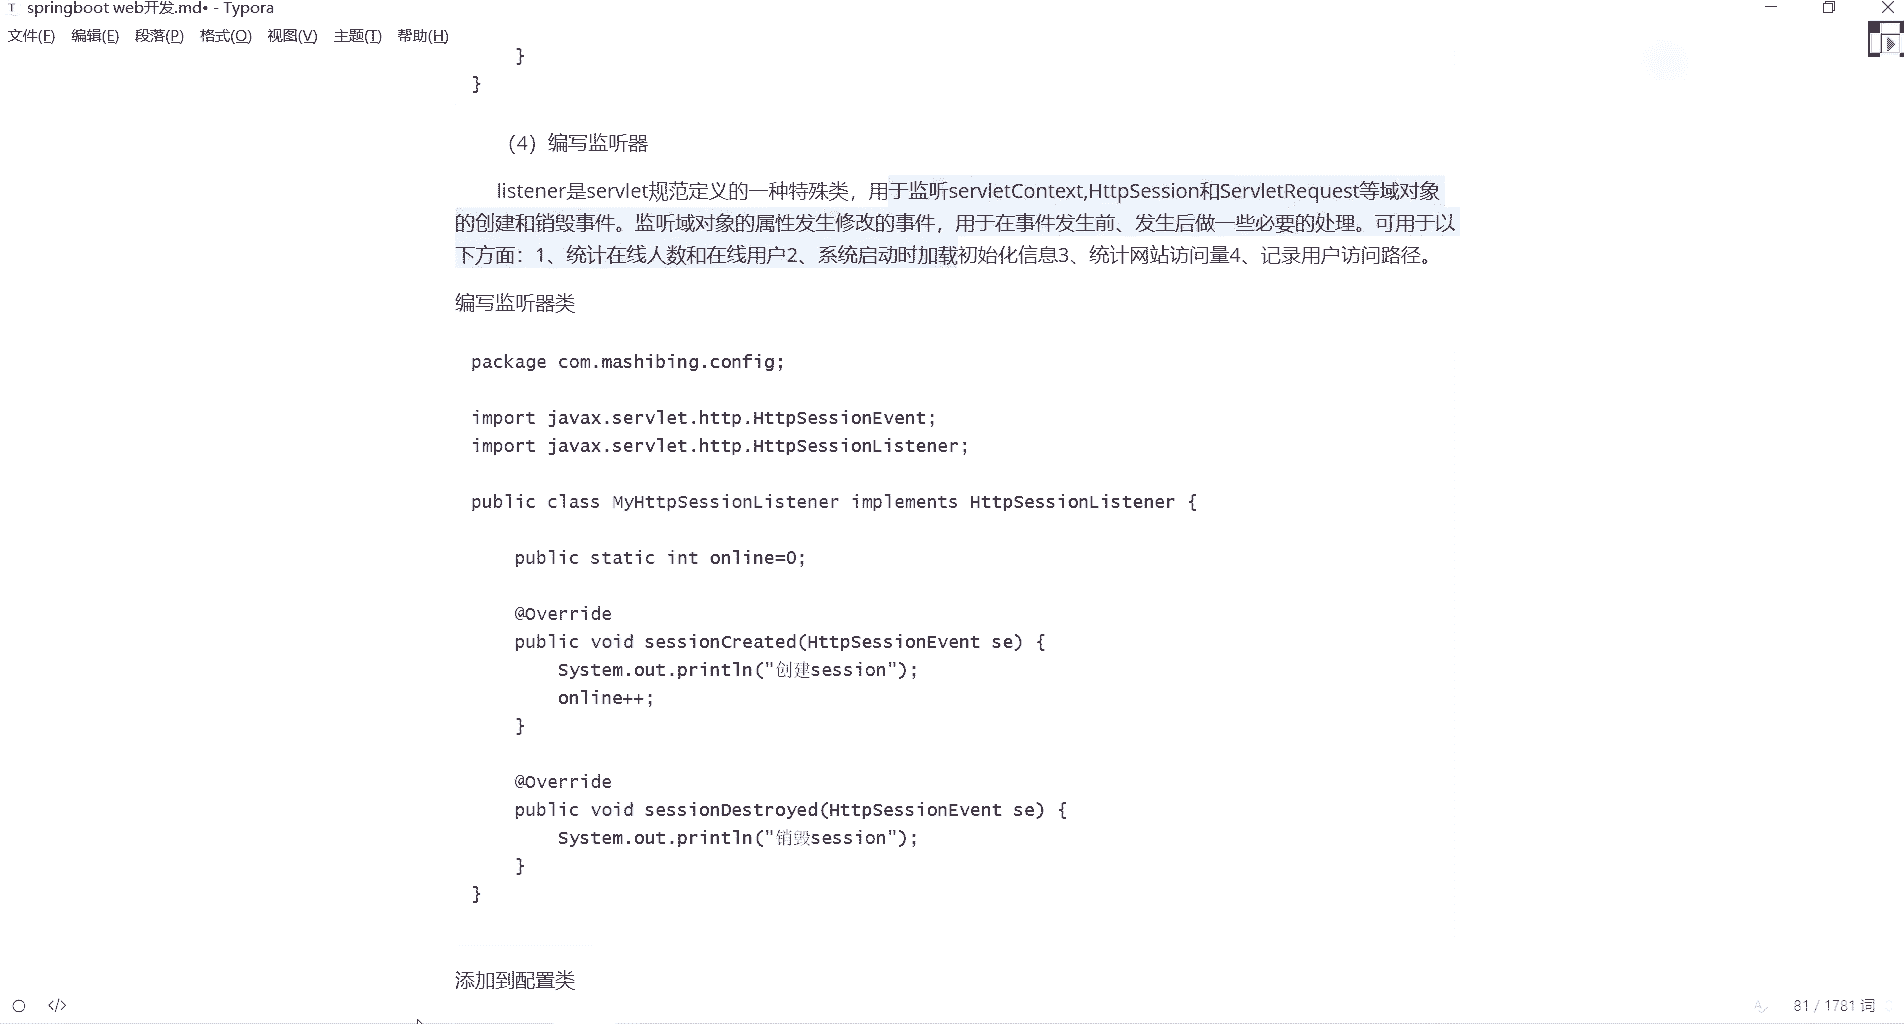 springboot web开发.md• - Typora
文件(F) 编辑(E) 段落(P) 格式(O) 视图(V) 主题(T) 帮助(H)
}
}
（4）编写监听器
listener是servlet规范定义的一种特殊类，用于监听servletContext,HttpSession和ServletRequest等域对象
的创建和销毁事件。监听域对象的属性发生修改的事件，用于在事件发生前、发生后做一些必要的处理。可用于以
下方面：1、统计在线人数和在线用户2、系统启动时加载初始化信息3、统计网站访问量4、记录用户访问路径。
编写监听器类
package com.mashibing.config;
import javax.servlet.http.HttpSessionEvent;
import javax.servlet.http.HttpSessionListener;
public class MyHttpSessionListener implements HttpSessionListener {
public static int online=0;
@Override
public void sessionCreated(HttpSessionEvent se) {
System.out.println("创建session");
online++;
}
@Override
public void sessionDestroyed(HttpSessionEvent se) {
System.out.println("销毁session");
}
}
添加到配置类
</> 81 / 1781 词